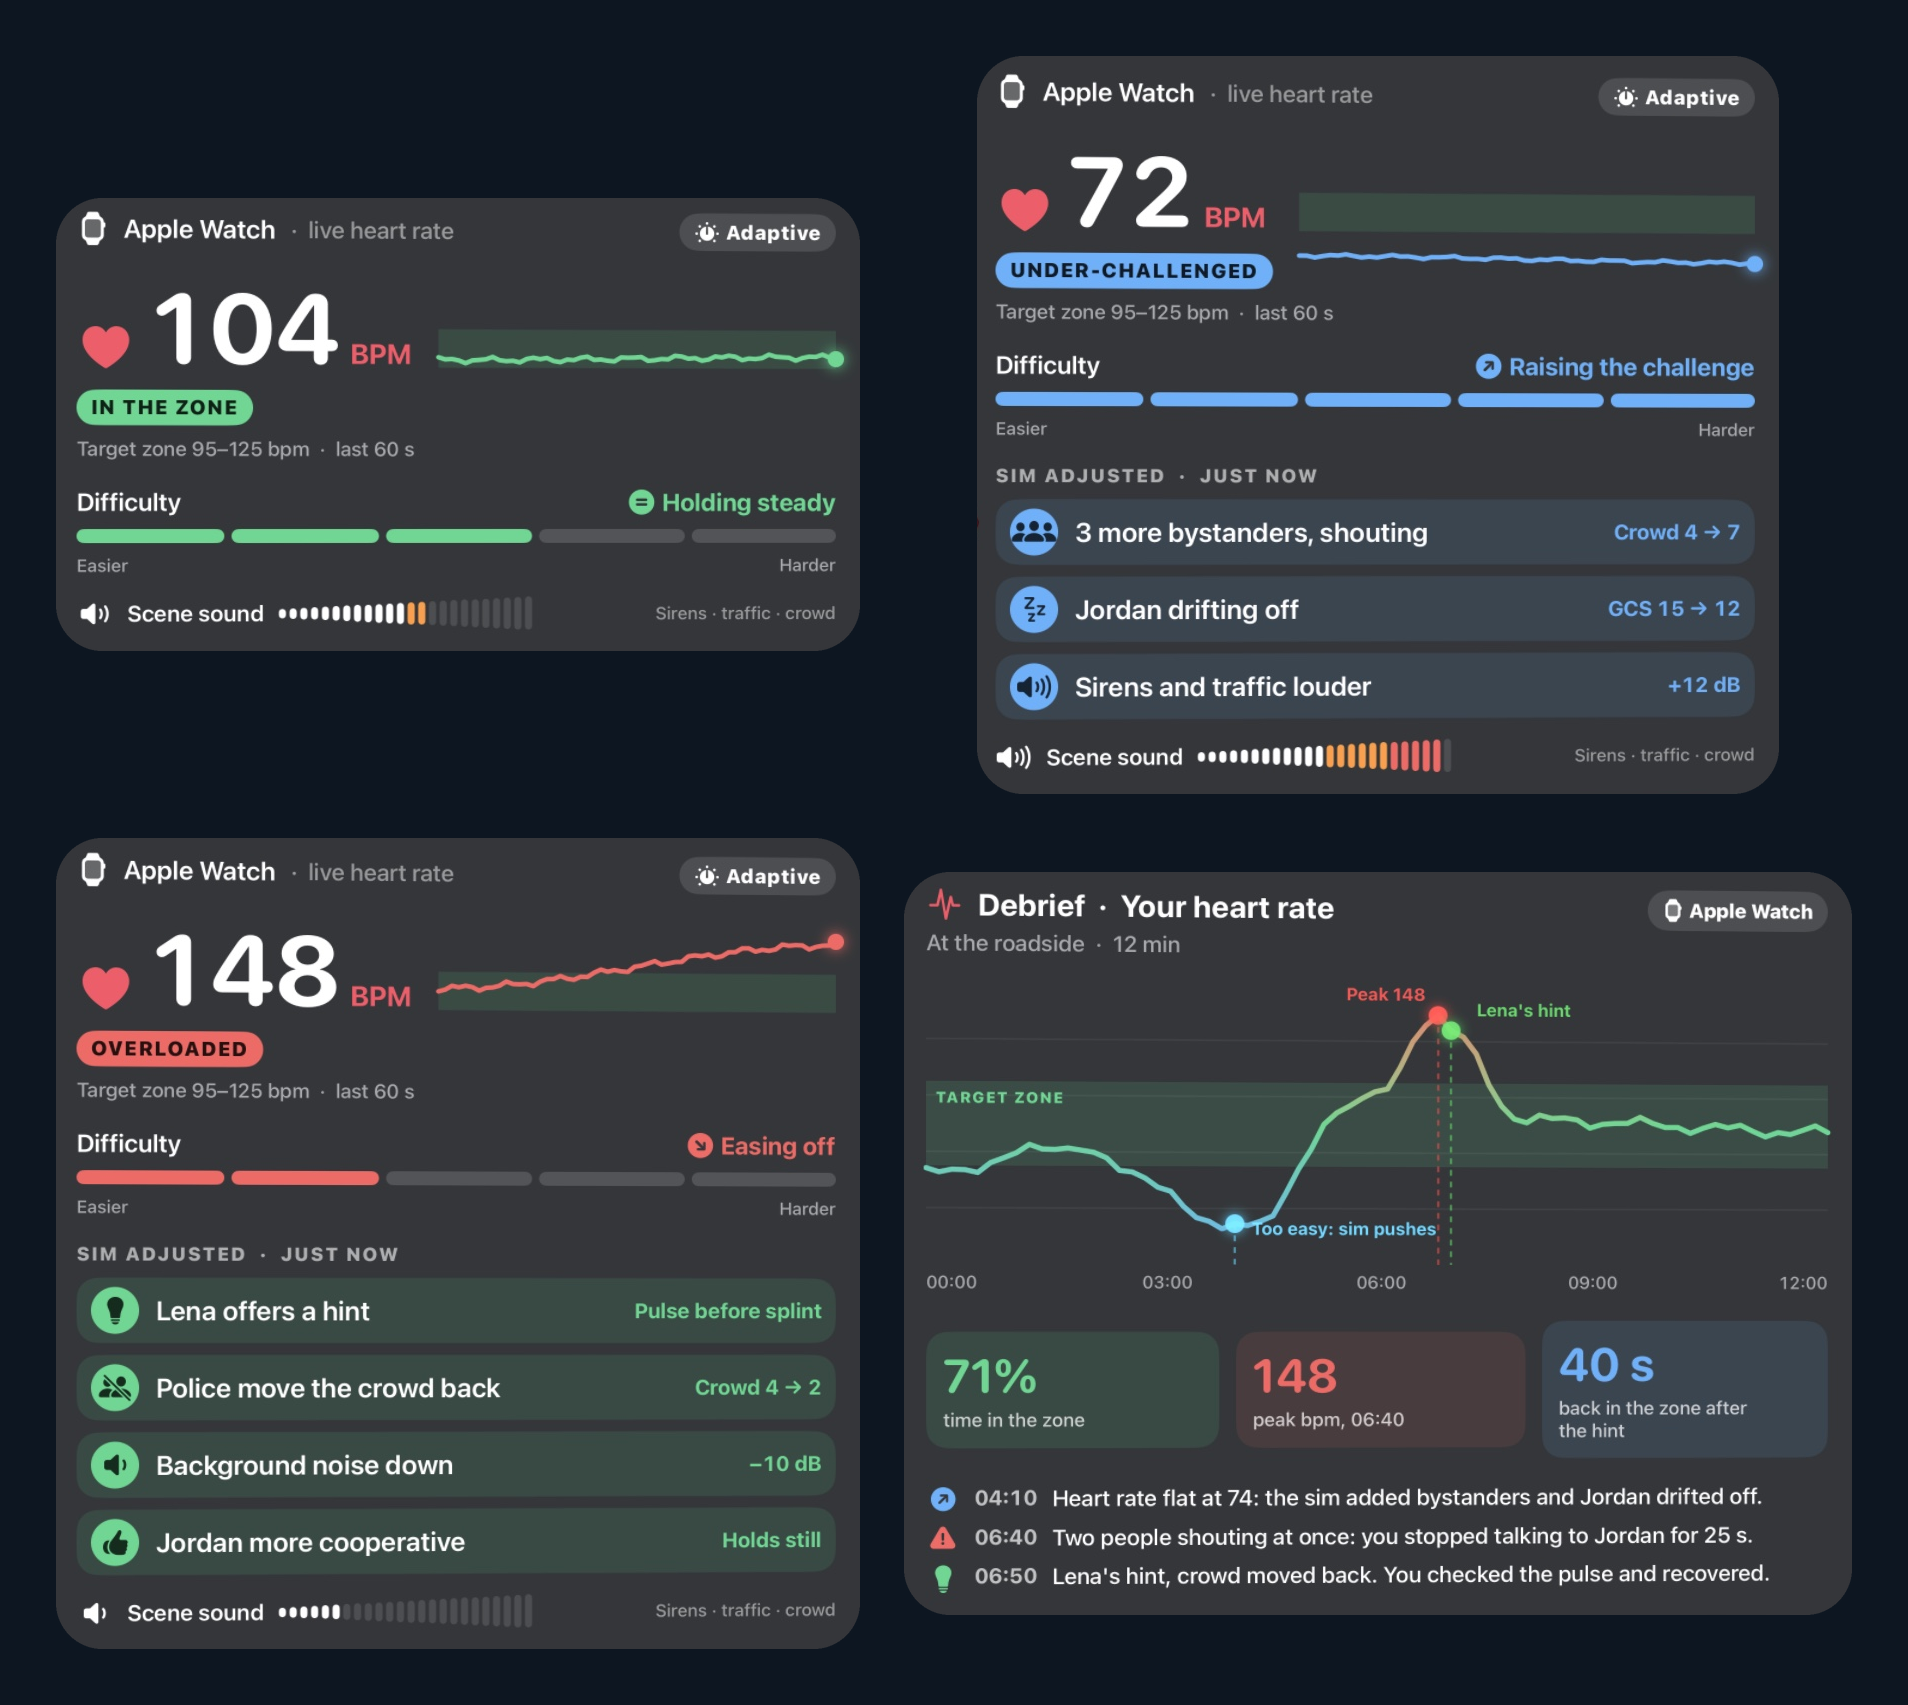 Apple Watch · live heart rate
Adaptive
104 BPM
IN THE ZONE
Target zone 95–125 bpm · last 60 s
Difficulty
Holding steady
Easier
Harder
Scene sound
Sirens · traffic · crowd
Apple Watch · live heart rate
Adaptive
72 BPM
UNDER-CHALLENGED
Target zone 95–125 bpm · last 60 s
Difficulty
Raising the challenge
Easier
Harder
SIM ADJUSTED · JUST NOW
3 more bystanders, shouting
Crowd 4 → 7
Zzz
Jordan drifting off
GCS 15 → 12
Sirens and traffic louder
+12 dB
Scene sound
Sirens · traffic · crowd
Apple Watch · live heart rate
Adaptive
148 BPM
OVERLOADED
Target zone 95–125 bpm · last 60 s
Difficulty
Easing off
Easier
Harder
SIM ADJUSTED · JUST NOW
Lena offers a hint
Pulse before splint
Police move the crowd back
Crowd 4 → 2
Background noise down
−10 dB
Jordan more cooperative
Holds still
Scene sound
Sirens · traffic · crowd
Debrief · Your heart rate
Apple Watch
At the roadside · 12 min
Peak 148
Lena's hint
TARGET ZONE
Too easy: sim pushes
00:00
03:00
06:00
09:00
12:00
71%
time in the zone
148
peak bpm, 06:40
40 s
back in the zone after
the hint
04:10 Heart rate flat at 74: the sim added bystanders and Jordan drifted off.
06:40 Two people shouting at once: you stopped talking to Jordan for 25 s.
06:50 Lena's hint, crowd moved back. You checked the pulse and recovered.